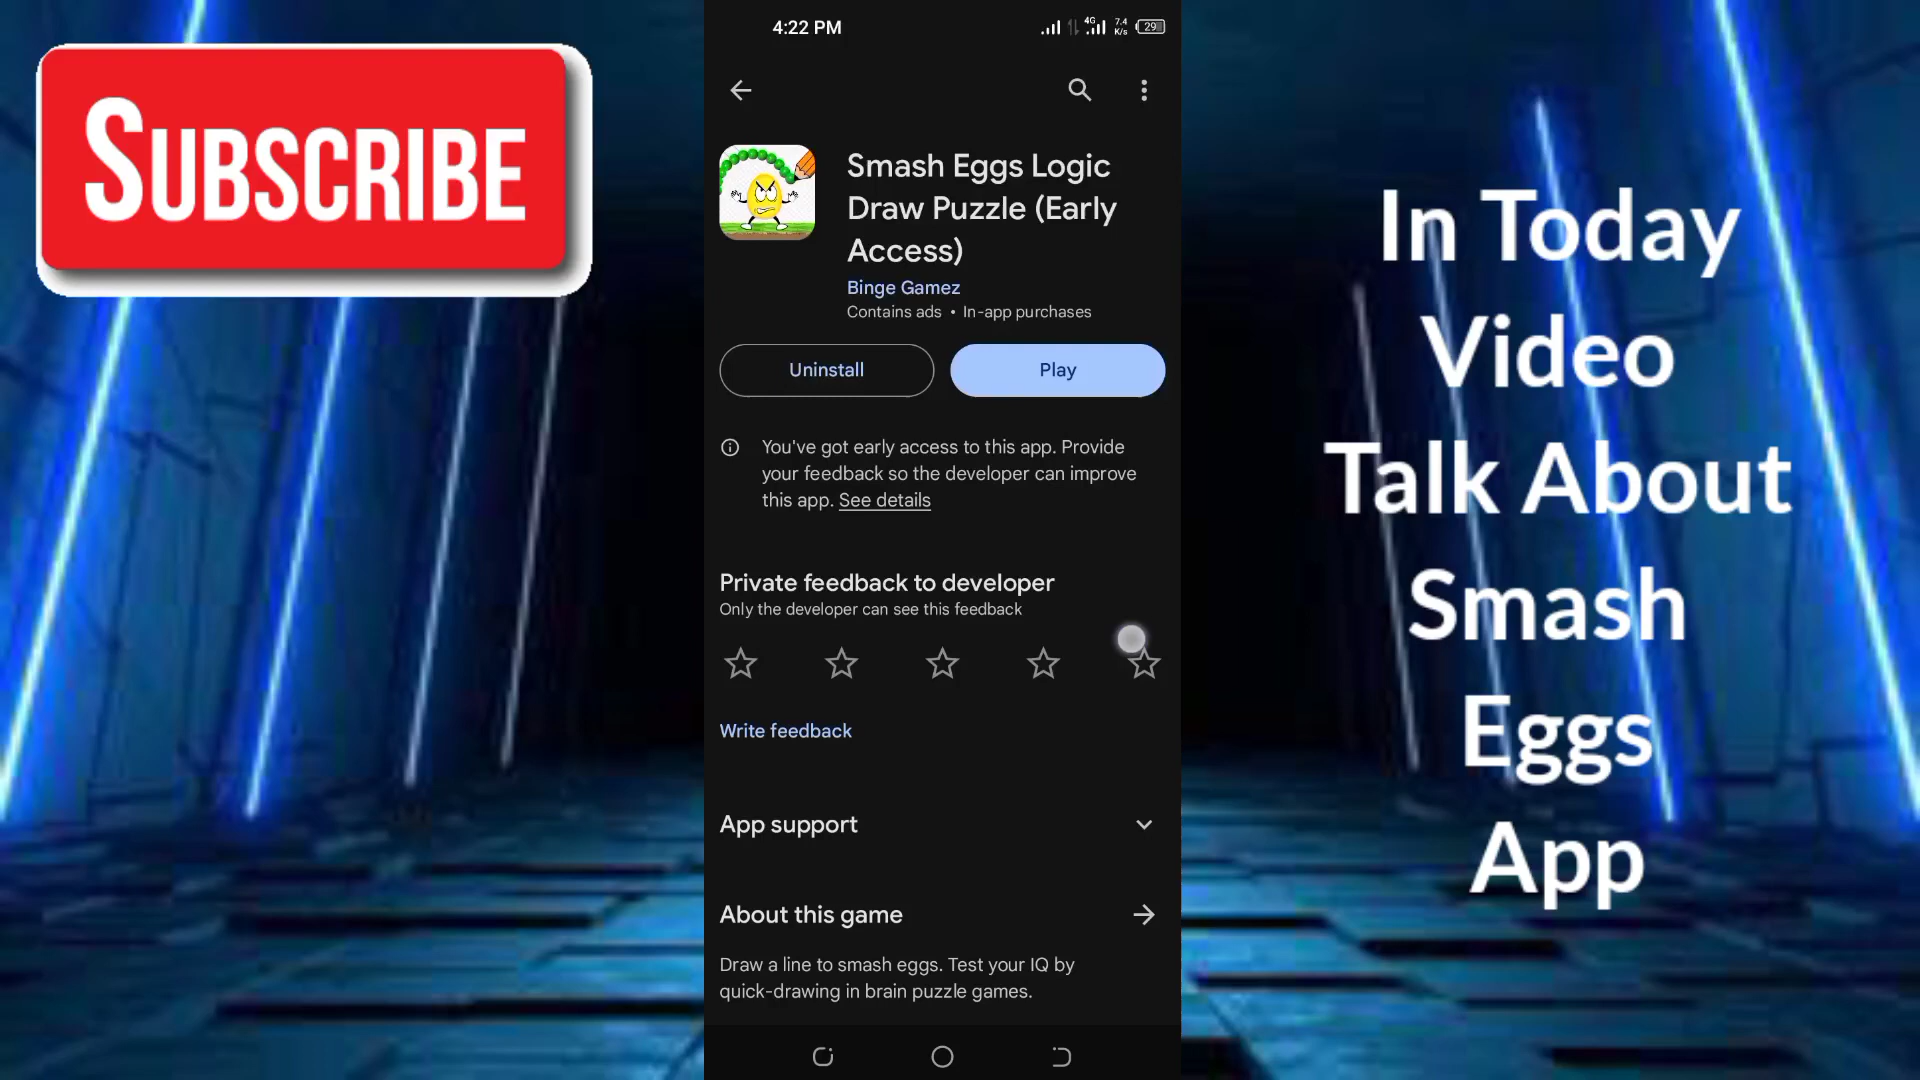 SUBSCRIBE
4:22 PM
4G
7.4
K/s
29
Smash Eggs Logic
Draw Puzzle (Early
Access)
Binge Gamez
Contains ads • In-app purchases
Uninstall
Play
You've got early access to this app. Provide
your feedback so the developer can improve
this app. See details
Private feedback to developer
Only the developer can see this feedback
Write feedback
App support
About this game
Draw a line to smash eggs. Test your IQ by
quick-drawing in brain puzzle games.
In Today
Video
Talk About
Smash
Eggs
App